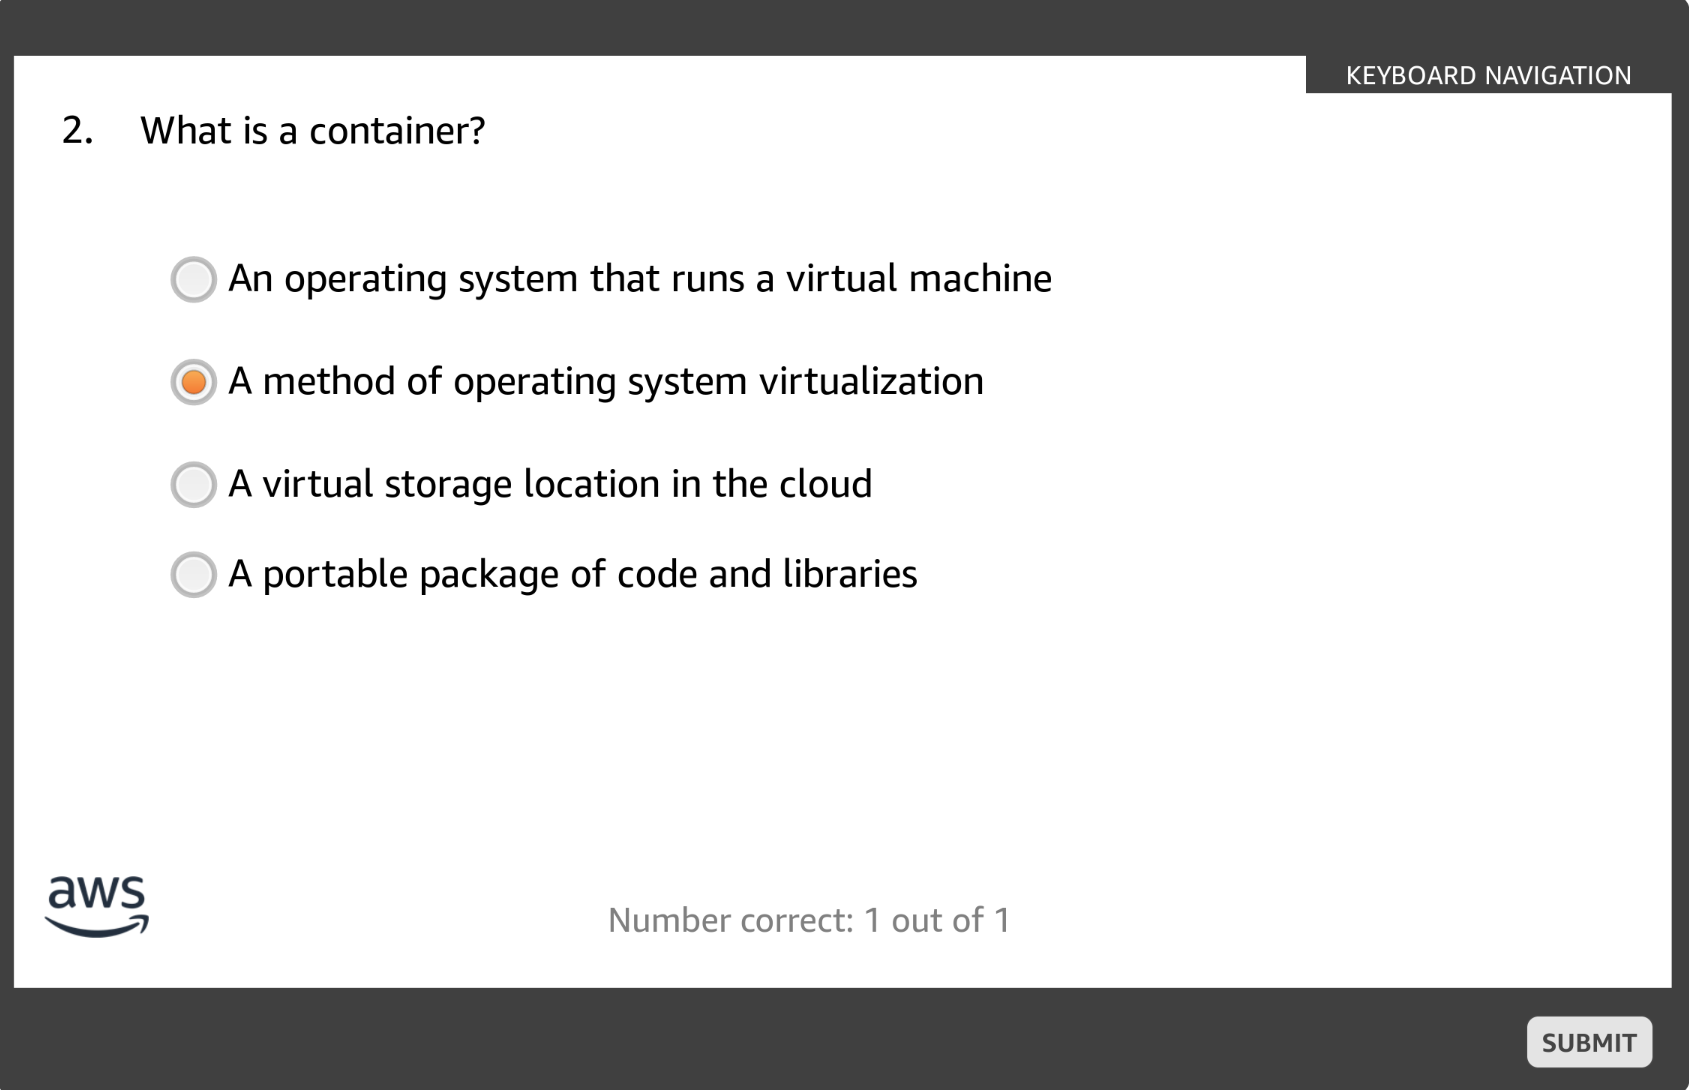 KEYBOARD NAVIGATION
2. What is a container?
An operating system that runs a virtual machine
A method of operating system virtualization
A virtual storage location in the cloud
A portable package of code and libraries
aws
Number correct: 1 out of 1
SUBMIT